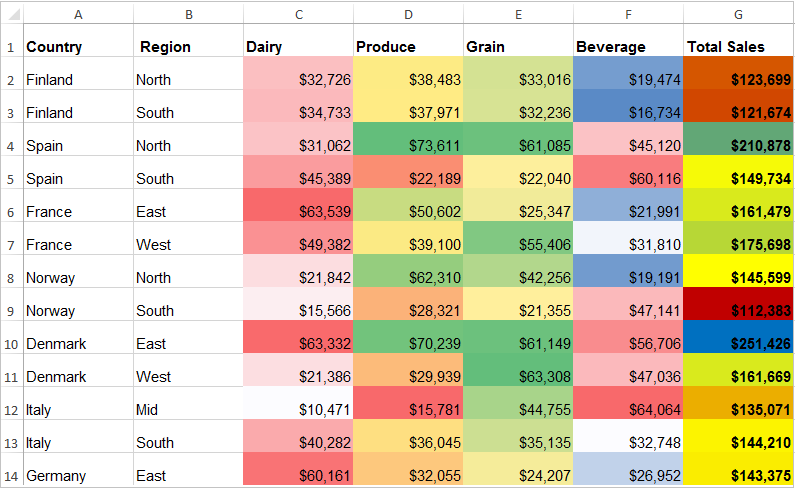 A B C D E F G
1 Country Region Dairy Produce Grain Beverage Total Sales
2 Finland North $32,726 $38,483 $33,016 $19,474 $123,699
3 Finland South $34,733 $37,971 $32,236 $16,734 $121,674
4 Spain North $31,062 $73,611 $61,085 $45,120 $210,878
5 Spain South $45,389 $22,189 $22,040 $60,116 $149,734
6 France East $63,539 $50,602 $25,347 $21,991 $161,479
7 France West $49,382 $39,100 $55,406 $31,810 $175,698
8 Norway North $21,842 $62,310 $42,256 $19,191 $145,599
9 Norway South $15,566 $28,321 $21,355 $47,141 $112,383
10 Denmark East $63,332 $70,239 $61,149 $56,706 $251,426
11 Denmark West $21,386 $29,939 $63,308 $47,036 $161,669
12 Italy Mid $10,471 $15,781 $44,755 $64,064 $135,071
13 Italy South $40,282 $36,045 $35,135 $32,748 $144,210
14 Germany East $60,161 $32,055 $24,207 $26,952 $143,375